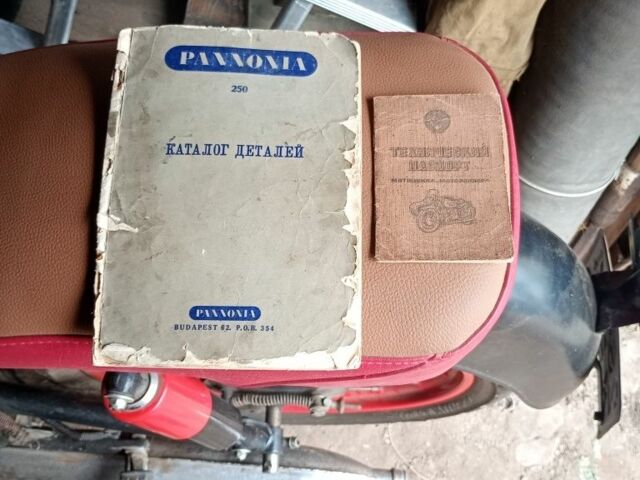 PANNONIA
250
КАТАЛОГ ДЕТАЛЕЙ
PANNONIA
BUDAPEST 62. P.O.B. 354
ТЕХНИЧЕСКИЙ
ПАСПОРТ